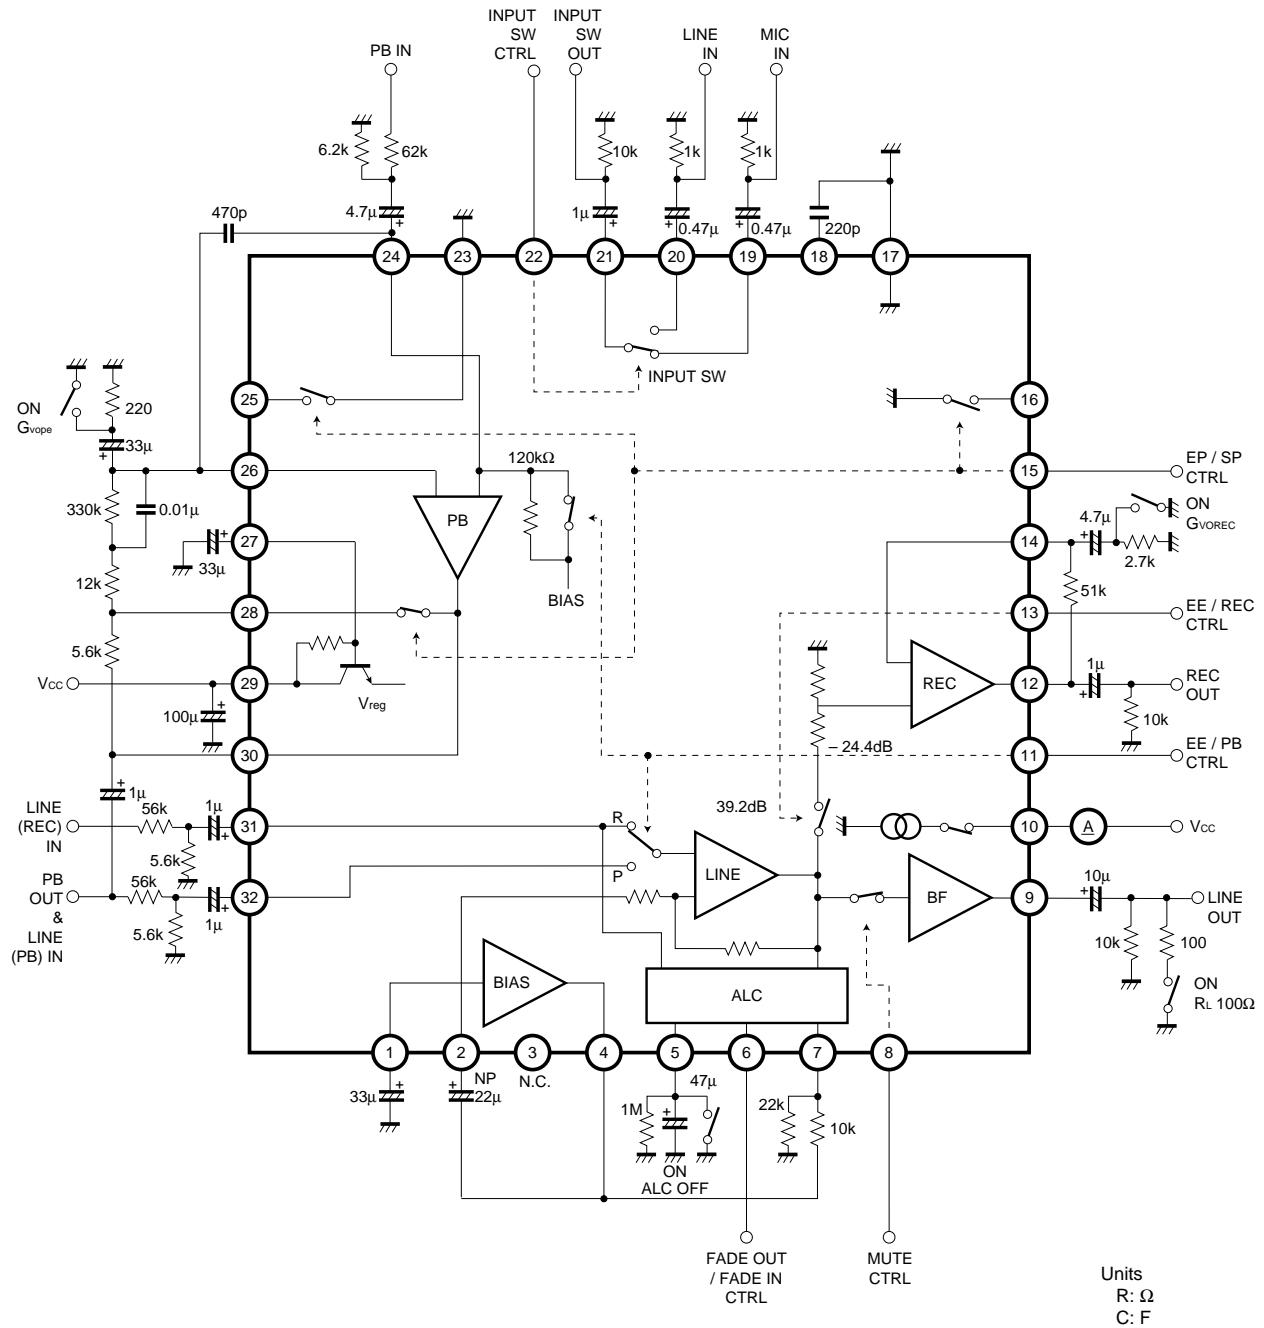 INPUT
SW
CTRL
INPUT
SW
OUT
PB IN
LINE
IN
MIC
IN
6.2k
62k
10k
1k
1k
470p
4.7μ
+
1μ
+
+
0.47μ
+
0.47μ
220p
24
23
22
21
20
19
18
17
INPUT SW
ON
Gvope
220
33μ
+
25
16
26
120kΩ
15
EP / SP
CTRL
330k
0.01μ
PB
27
+
33μ
14
4.7μ
+
ON
GVOREC
2.7k
12k
BIAS
51k
28
13
EE / REC
CTRL
5.6k
Vcc
29
Vreg
REC
12
1μ
+
REC
OUT
100μ
+
10k
– 24.4dB
30
11
EE / PB
CTRL
+
1μ
LINE
(REC)
IN
56k
1μ
+
31
R
39.2dB
10
A
Vcc
5.6k
P
LINE
BF
PB
OUT
&
LINE
(PB) IN
56k
+
1μ
32
9
10μ
+
LINE
OUT
5.6k
10k
100
BIAS
ALC
ON
RL 100Ω
1
2
3
4
5
6
7
8
33μ
+
+
NP
22μ
N.C.
47μ
1M
+
22k
10k
ON
ALC OFF
FADE OUT
/ FADE IN
CTRL
MUTE
CTRL
Units
R: Ω
C: F